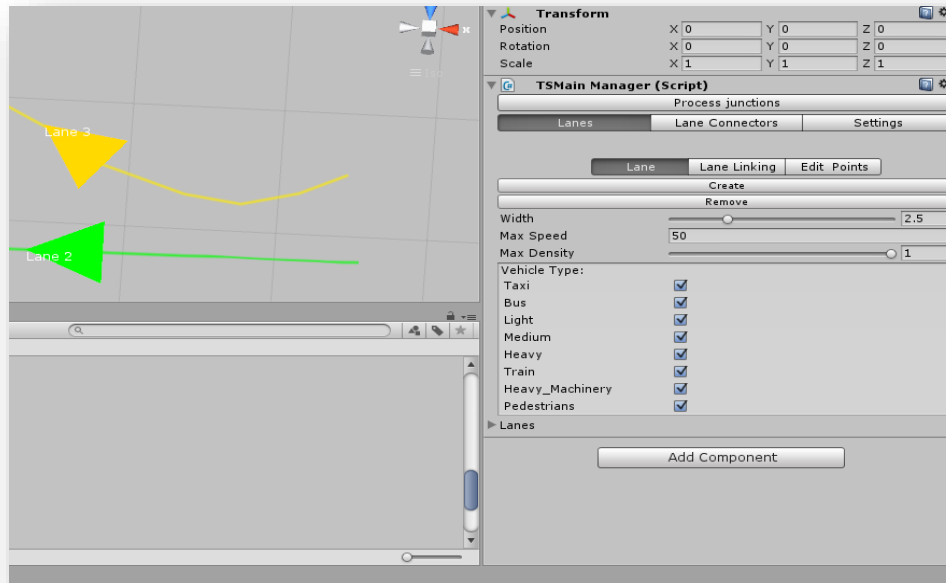 Transform
Position X 0 Y 0 Z 0
Rotation X 0 Y 0 Z 0
Scale X 1 Y 1 Z 1
TSMain Manager (Script)
Process junctions
Lanes Lane Connectors Settings
Lane Lane Linking Edit Points
Create
Remove
Width 2.5
Max Speed 50
Max Density 1
Vehicle Type:
Taxi
Bus
Light
Medium
Heavy
Train
Heavy_Machinery
Pedestrians
Lanes
Add Component
x
Lane 3
Lane 2